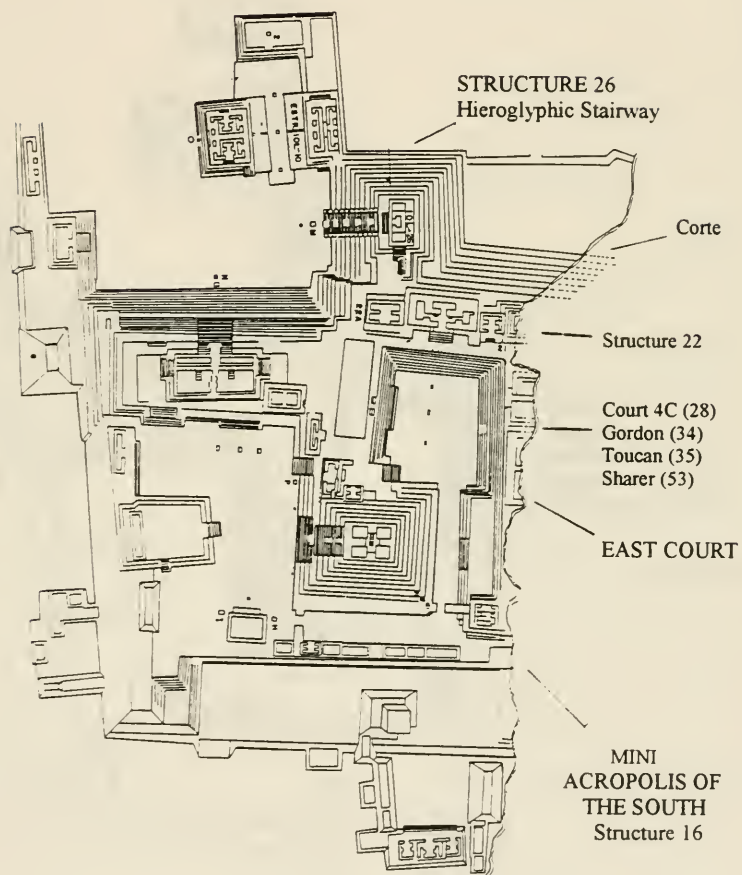 STRUCTURE 26
Hieroglyphic Stairway
Corte
Structure 22
Court 4C (28)
Gordon (34)
Toucan (35)
Sharer (53)
EAST COURT
MINI
ACROPOLIS OF
THE SOUTH
Structure 16